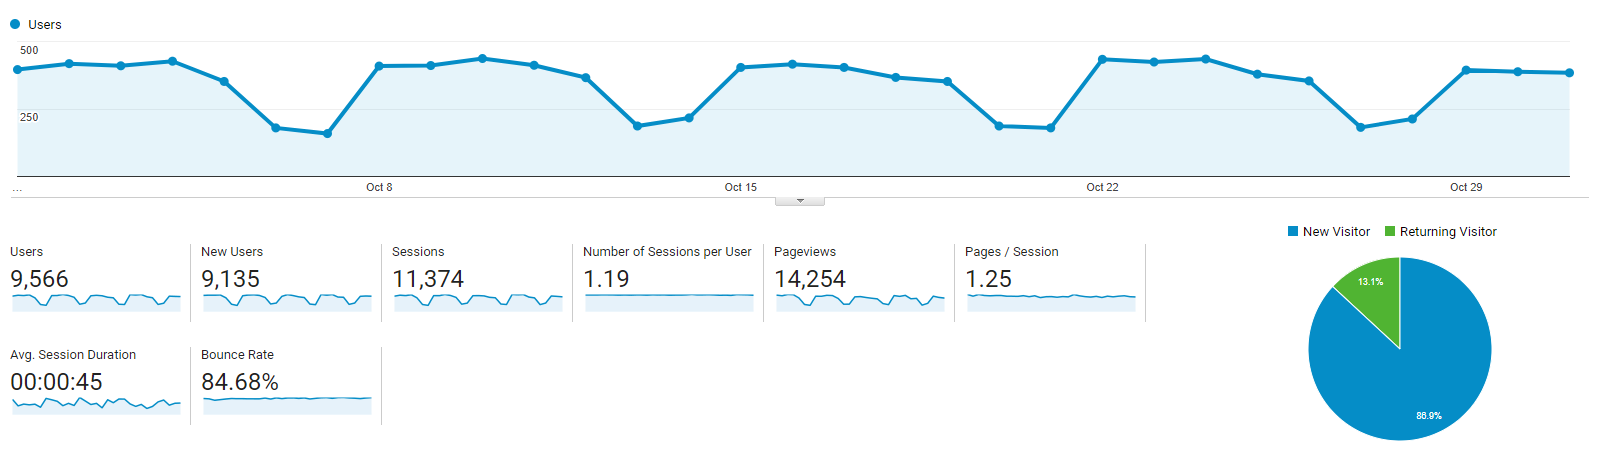 Users
500
250
...
Oct 8
Oct 15
Oct 22
Oct 29
Users
9,566
New Users
9,135
Sessions
11,374
Number of Sessions per User
1.19
Pageviews
14,254
Pages / Session
1.25
Avg. Session Duration
00:00:45
Bounce Rate
84.68%
New Visitor
Returning Visitor
13.1%
86.9%